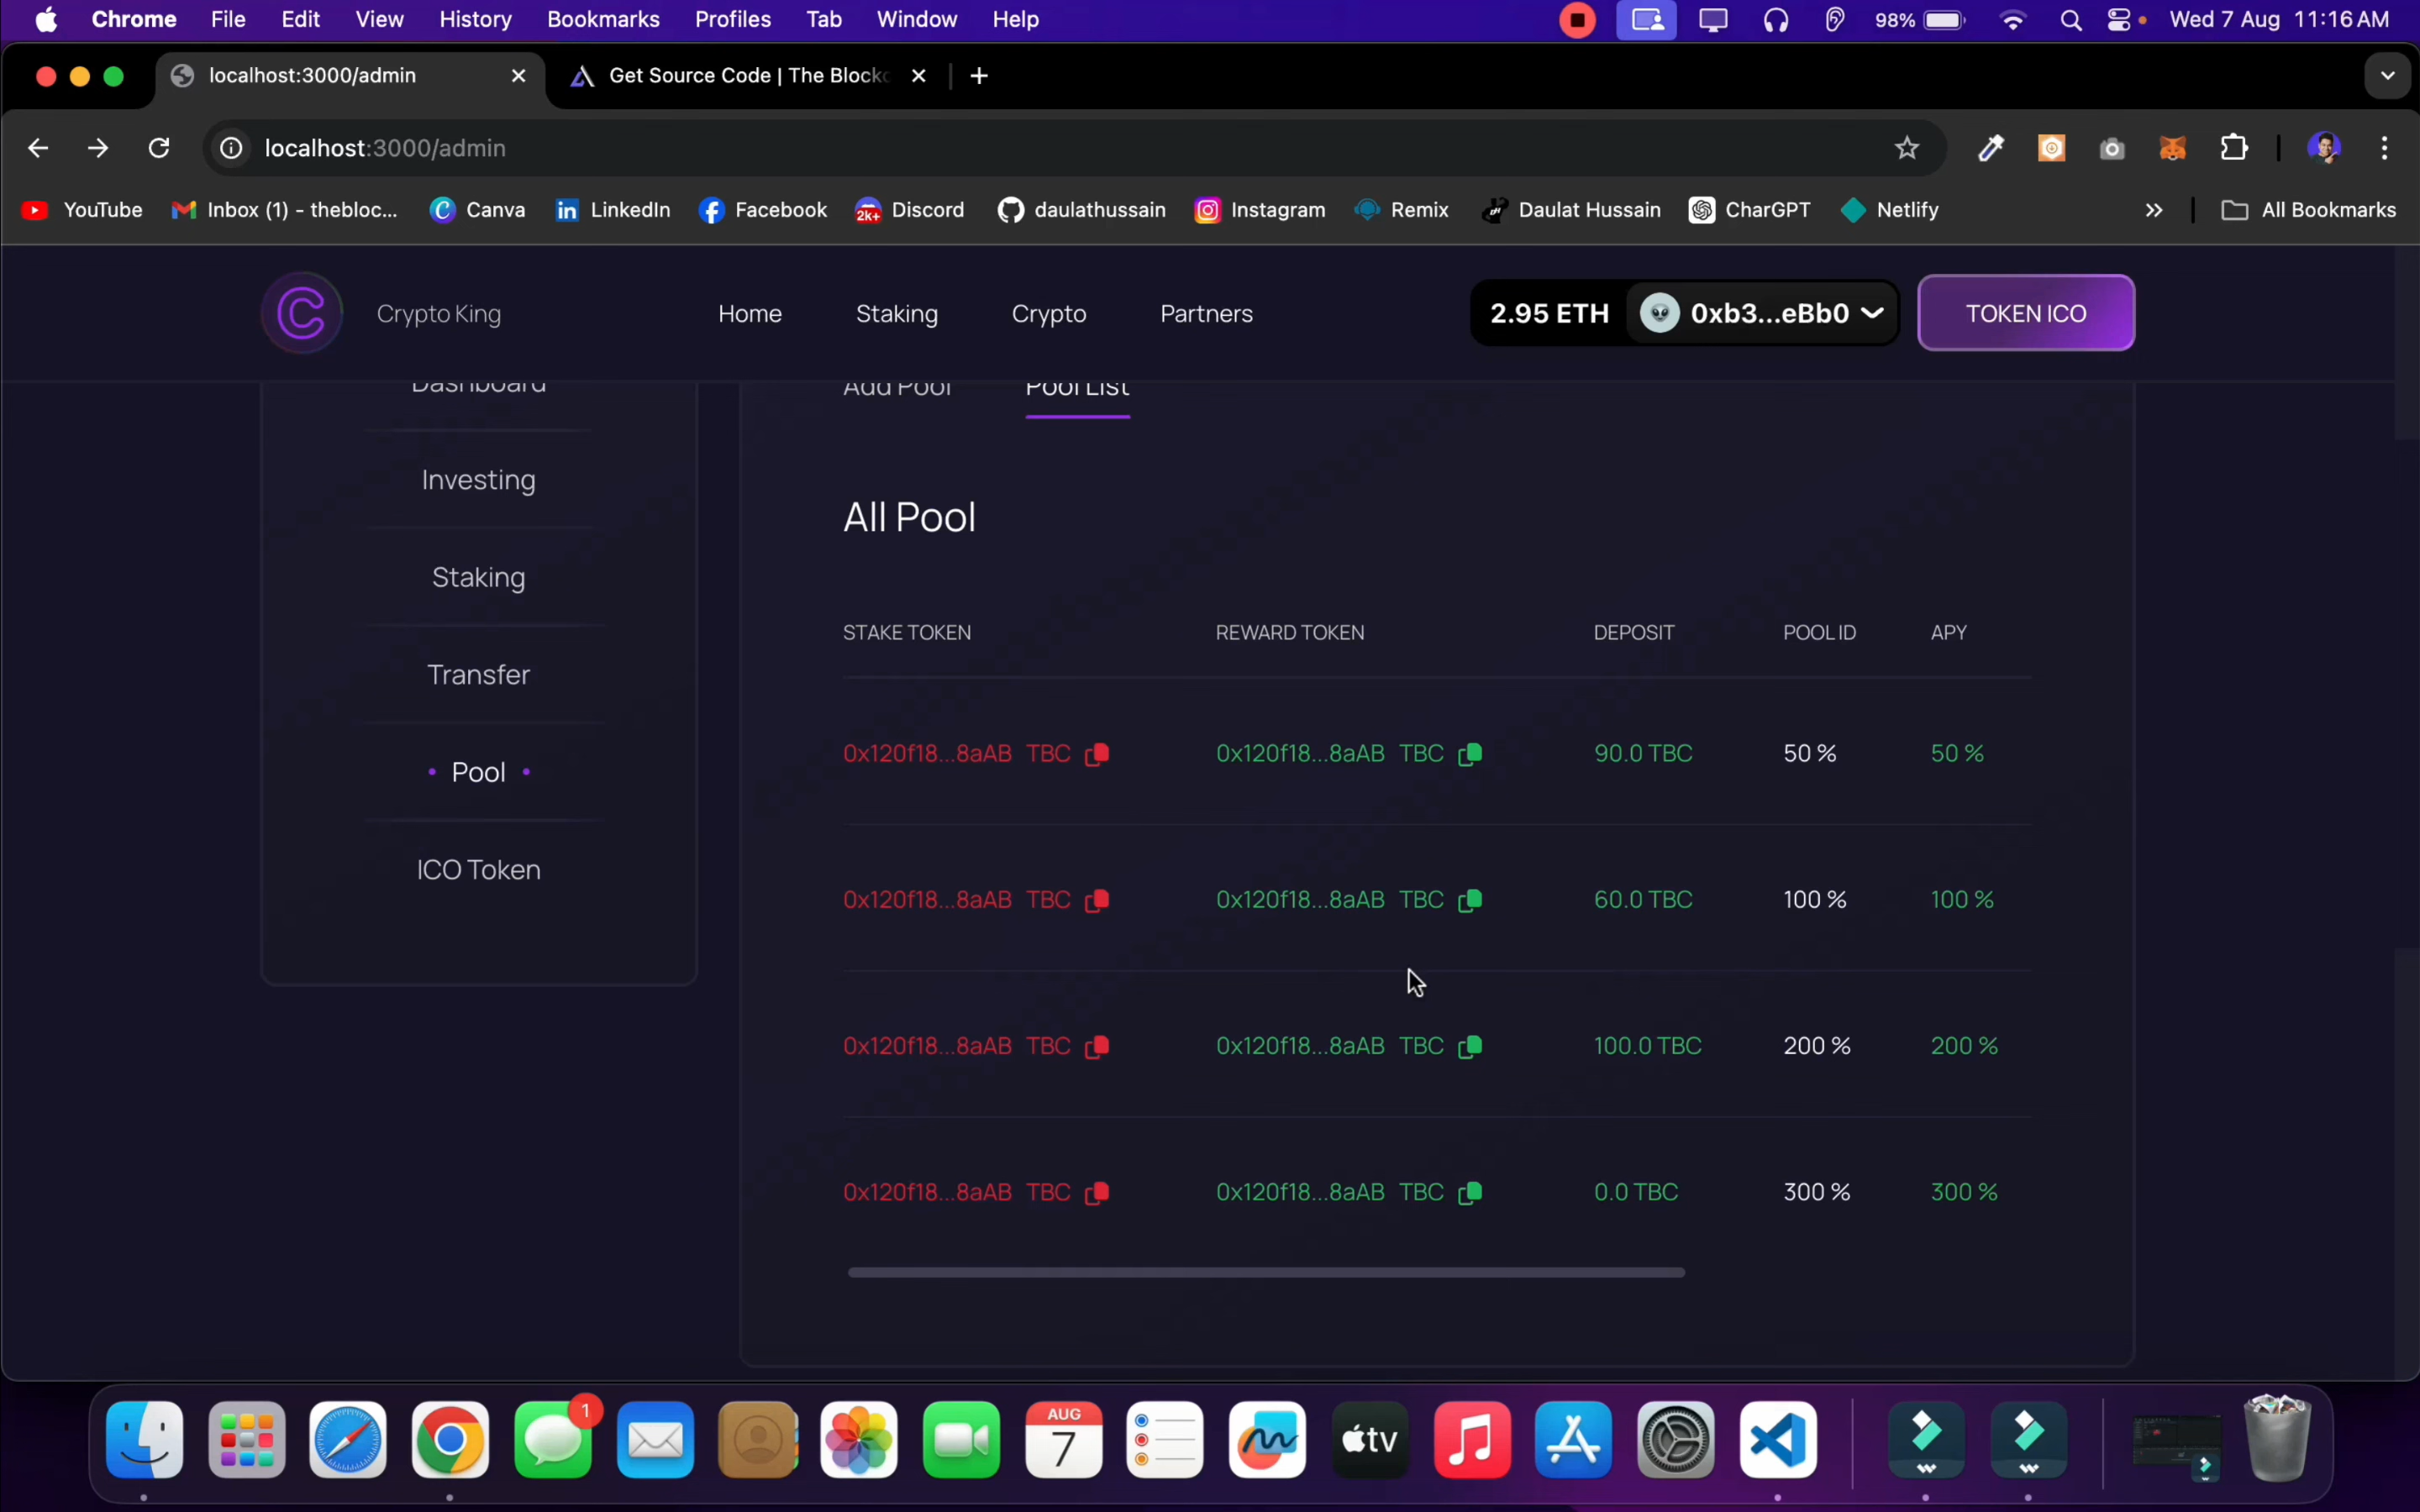 Chrome File Edit View History Bookmarks Profiles Tab Window Help 98% Wed 7 Aug 11:16 AM
localhost:3000/admin Get Source Code | The Blockc
localhost:3000/admin
YouTube Inbox (1) - thebloc... Canva LinkedIn Facebook 2k+ Discord daulathussain Instagram Remix Daulat Hussain CharGPT Netlify All Bookmarks
Crypto King Home Staking Crypto Partners 2.95 ETH 0xb3...eBb0 TOKEN ICO
Dashboard Add Pool Pool List
Investing
All Pool
Staking
STAKE TOKEN REWARD TOKEN DEPOSIT POOL ID APY
Transfer
0x120f18...8aAB TBC 0x120f18...8aAB TBC 90.0 TBC 50 % 50 %
Pool
ICO Token
0x120f18...8aAB TBC 0x120f18...8aAB TBC 60.0 TBC 100 % 100 %
0x120f18...8aAB TBC 0x120f18...8aAB TBC 100.0 TBC 200 % 200 %
0x120f18...8aAB TBC 0x120f18...8aAB TBC 0.0 TBC 300 % 300 %
1
AUG
7
tv